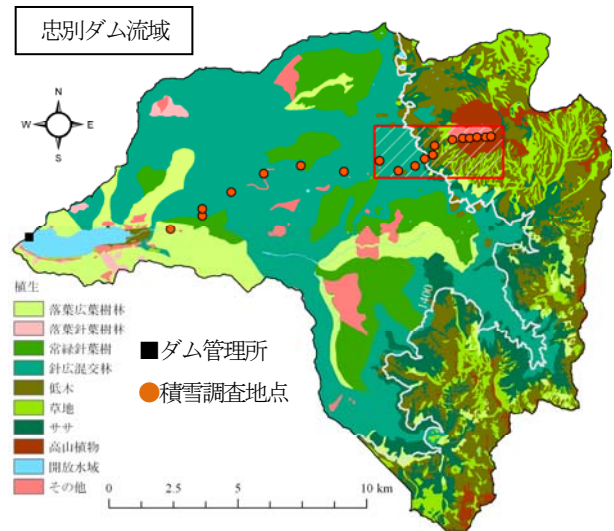 忠別ダム流域
N
W E
S
1400
植生
落葉広葉樹林
落葉針葉樹林
常緑針葉樹
針広混交林
低木
草地
ササ
高山植物
開放水域
その他
■ダム管理所
●積雪調査地点
0 2.5 5 10 km